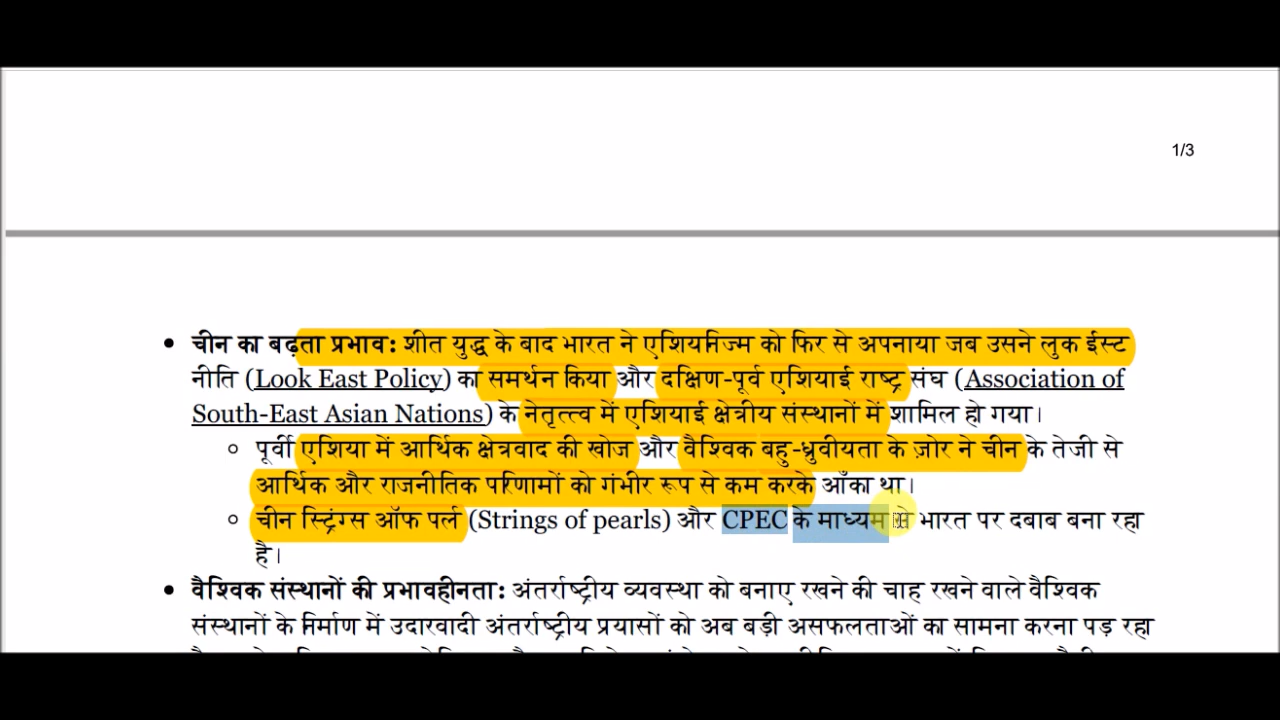 1/3
चीन का बढ़ता प्रभाव: शीत युद्ध के बाद भारत ने एशियनिज्म को फिर से अपनाया जब उसने लुक ईस्ट
नीति (Look East Policy) का समर्थन किया और दक्षिण-पूर्व एशियाई राष्ट्र संघ (Association of
South-East Asian Nations) के नेतृत्त्व में एशियाई क्षेत्रीय संस्थानों में शामिल हो गया।
पूर्वी एशिया में आर्थिक क्षेत्रवाद की खोज और वैश्विक बहु-ध्रुवीयता के ज़ोर ने चीन के तेजी से
आर्थिक और राजनीतिक परिणामों को गंभीर रूप से कम करके आँका था।
चीन स्ट्रिंग्स ऑफ पर्ल (Strings of pearls) और CPEC के माध्यम से भारत पर दबाव बना रहा
है।
वैश्विक संस्थानों की प्रभावहीनता: अंतर्राष्ट्रीय व्यवस्था को बनाए रखने की चाह रखने वाले वैश्विक
संस्थानों के निर्माण में उदारवादी अंतर्राष्ट्रीय प्रयासों को अब बड़ी असफलताओं का सामना करना पड़ रहा